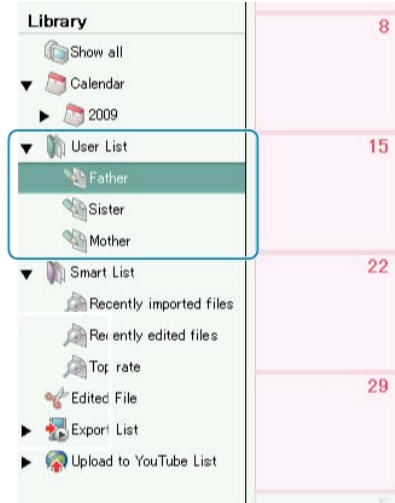 Library
Show all
Calendar
2009
User List
Father
Sister
Mother
Smart List
Recently imported files
Recently edited files
Top rate
Edited File
Export List
Upload to YouTube List
8
15
22
29